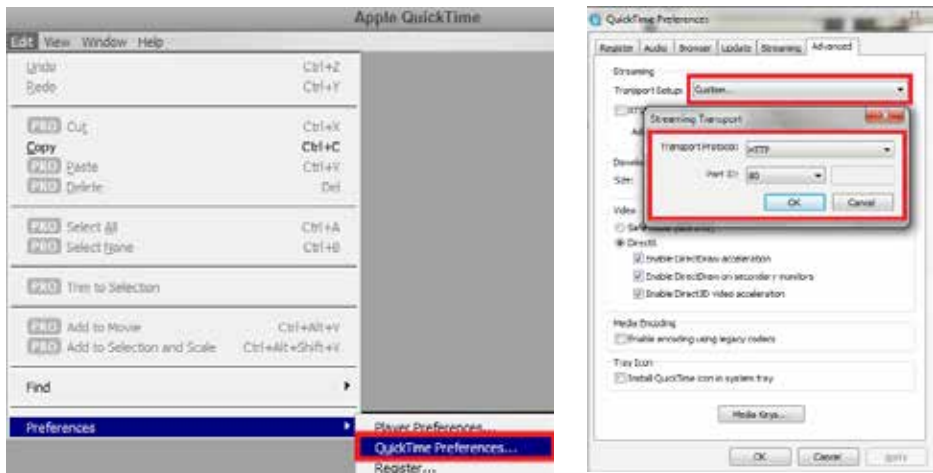 Apple QuickTime
Edit View Window Help
Undo Ctrl+Z
Redo Ctrl+Y
PRO Cut Ctrl+X
Copy Ctrl+C
PRO Paste Ctrl+V
PRO Delete Del
PRO Select All Ctrl+A
PRO Select None Ctrl+B
PRO Trim to Selection
PRO Add to Movie Ctrl+Alt+V
PRO Add to Selection and Scale Ctrl+Alt+Shift+V
Find
Preferences
Player Preferences...
QuickTime Preferences...
Register...
QuickTime Preferences
Register Audio Browser Update Streaming Advanced
Streaming
Transport Setup: Custom...
Streaming Transport
Transport Protocol: HTTP
Port ID: 80
OK Cancel
Size:
Video
DirectX
Enable DirectDraw acceleration
Enable DirectDraw on secondary monitors
Enable Direct3D video acceleration
Media Encoding
Enable encoding using legacy codecs
Tray Icon
Install QuickTime icon in system tray
Media Keys...
OK Cancel Apply